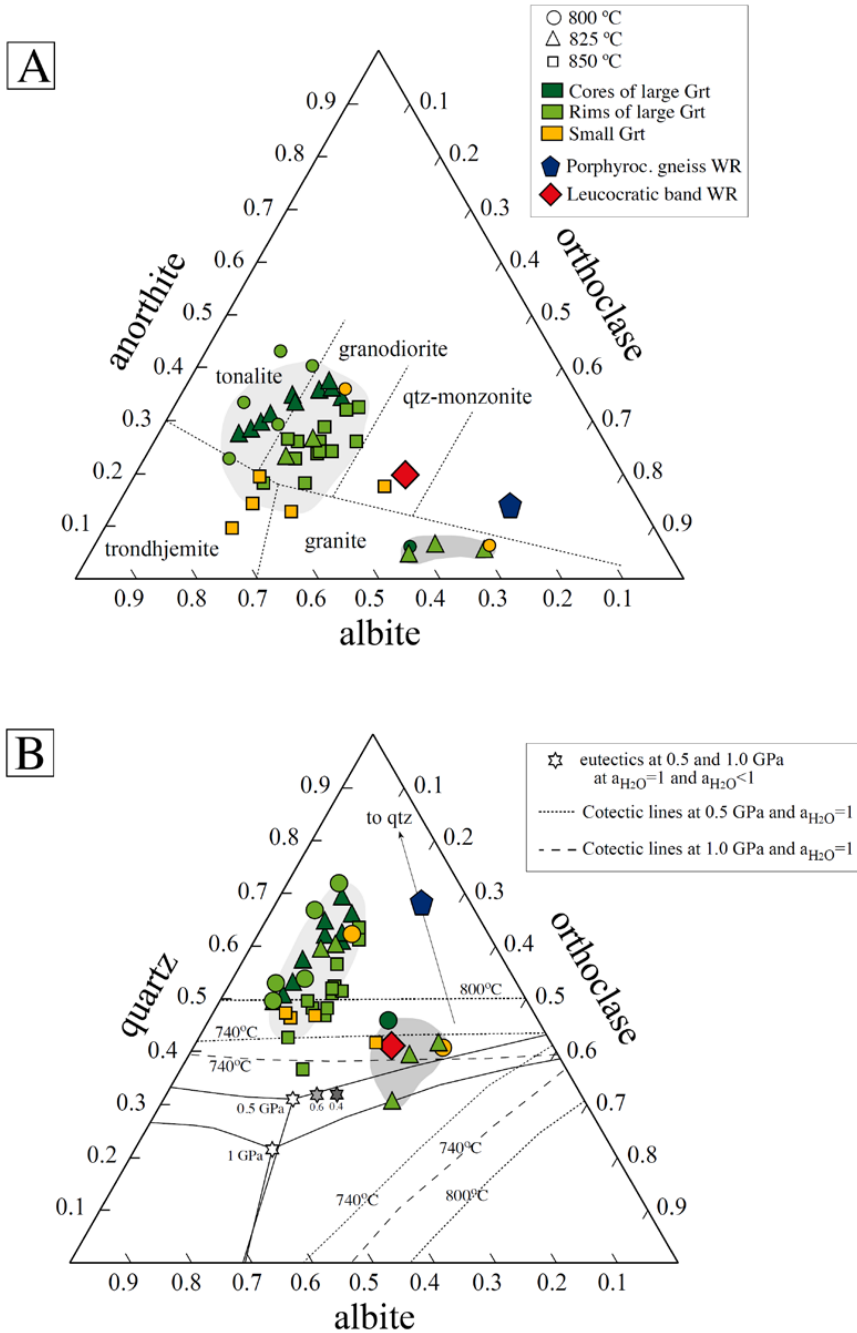 A
800 ºC
825 ºC
850 ºC
Cores of large Grt
Rims of large Grt
Small Grt
Porphyroc. gneiss WR
Leucocratic band WR
0.9
0.1
0.8
0.2
0.7
0.3
0.6
0.4
0.5
0.5
0.4
0.6
0.3
0.7
0.2
0.8
0.1
0.9
anorthite
orthoclase
tonalite
granodiorite
qtz-monzonite
trondhjemite
granite
0.9 0.8 0.7 0.6 0.5 0.4 0.3 0.2 0.1
albite
B
eutectics at 0.5 and 1.0 GPa
at aH2O=1 and aH2O<1
Cotectic lines at 0.5 GPa and aH2O=1
Cotectic lines at 1.0 GPa and aH2O=1
0.9
0.1
to qtz
0.8
0.2
0.7
0.3
0.6
0.4
0.5
0.5
0.4
0.6
0.3
0.7
0.2
0.8
0.1
0.9
quartz
orthoclase
800ºC
740ºC
740ºC
0.5 GPa
0.6
0.4
1 GPa
740ºC
740ºC
800ºC
0.9 0.8 0.7 0.6 0.5 0.4 0.3 0.2 0.1
albite